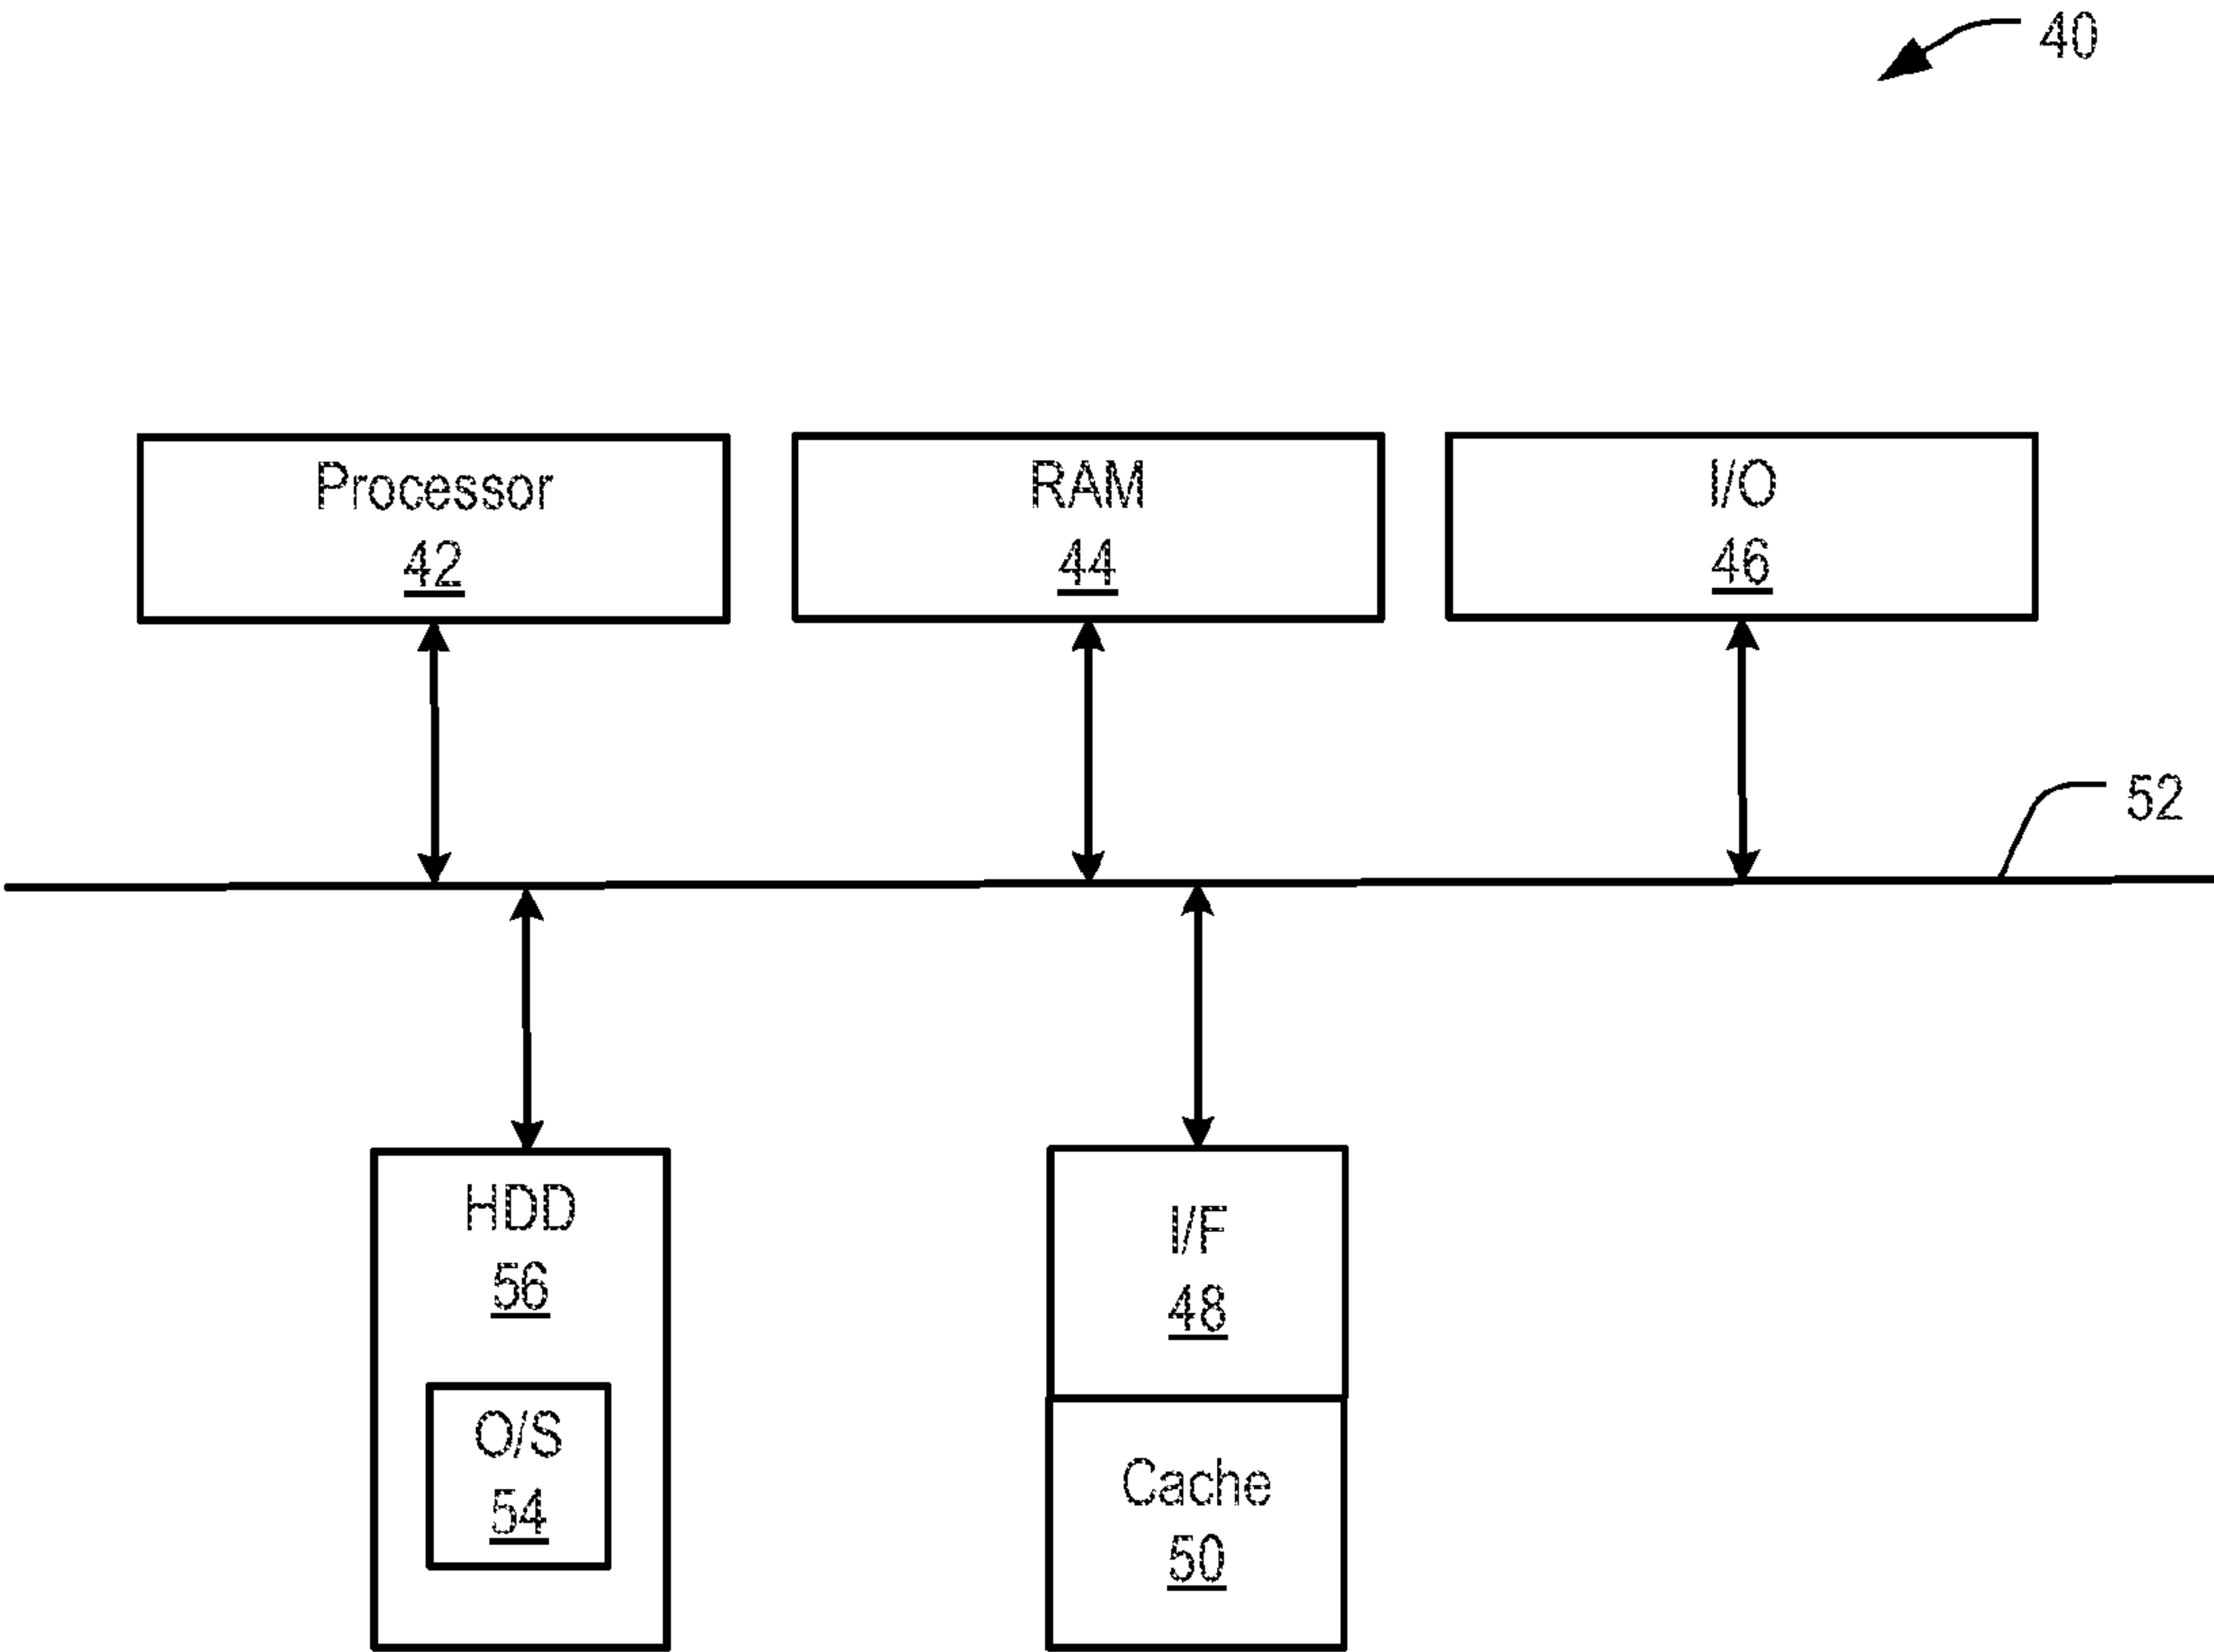 40
Processor
42
RAM
44
I/O
46
52
HDD
56
O/S
54
I/F
48
Cache
50